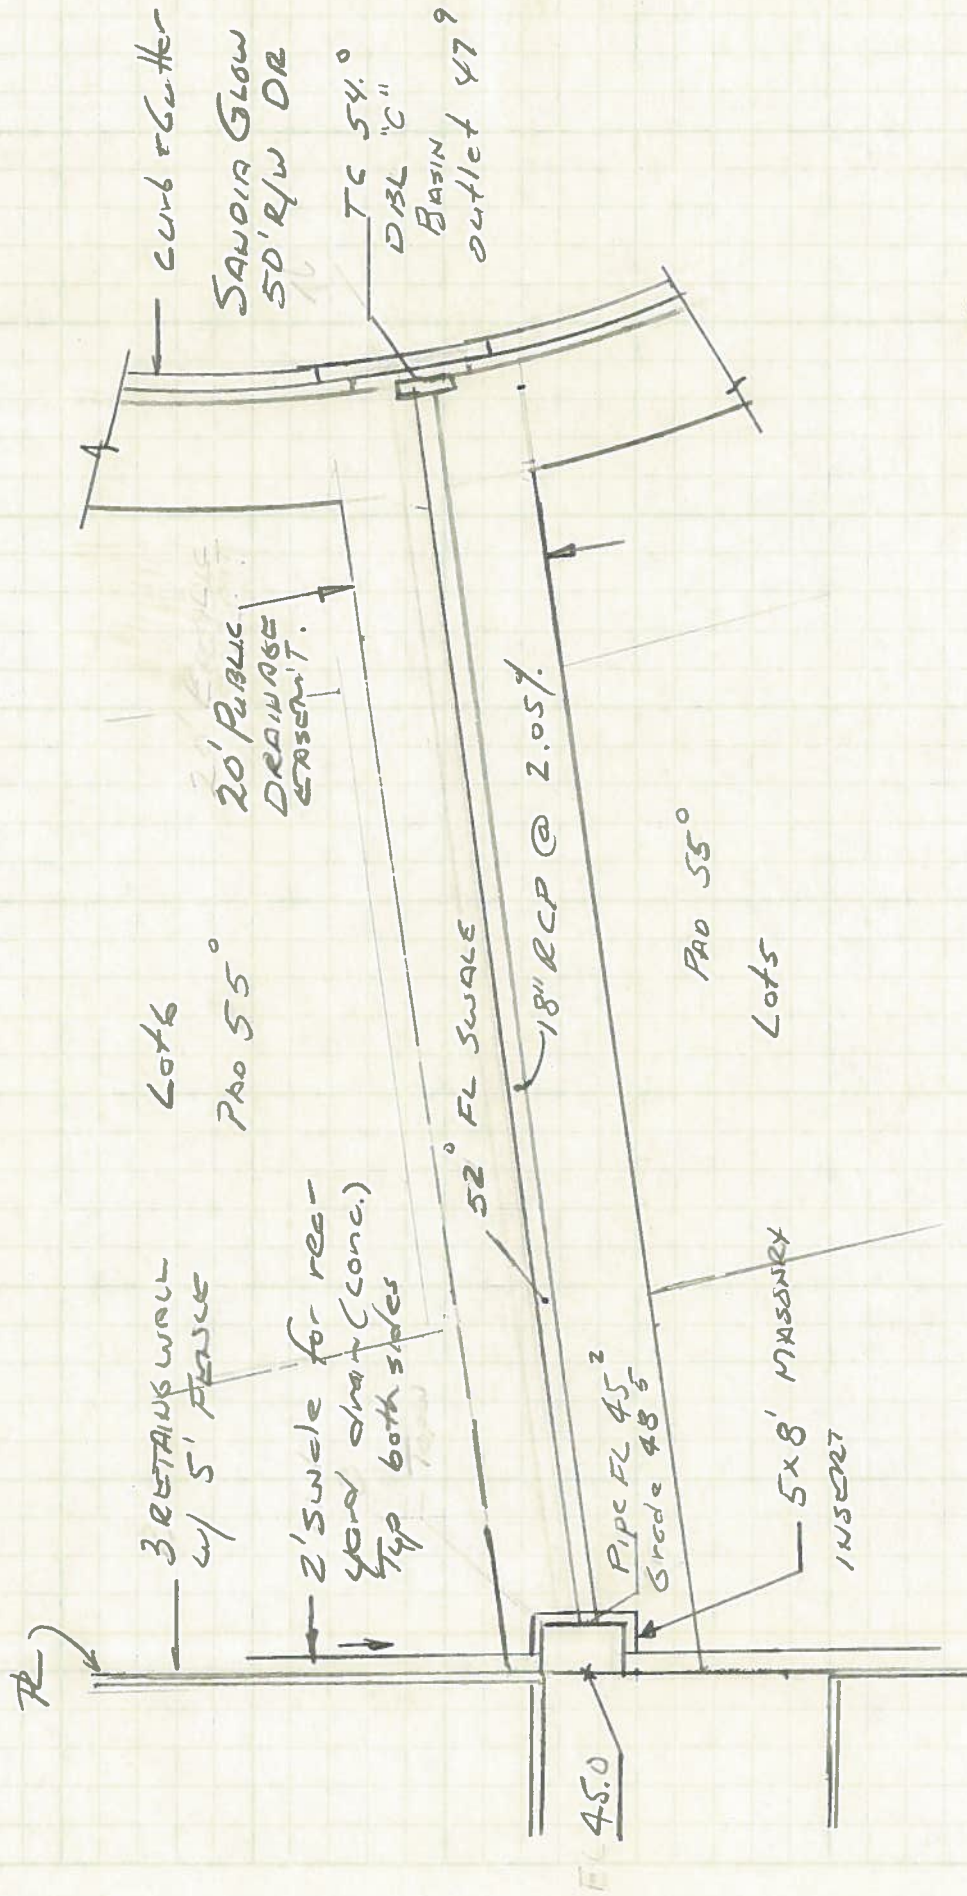 curb & Gutter
SANDIA GLOW
50' R/W DR
TC 54.0
DBL "C"
BASIN
outlet 47 9
20' PUBLIC
DRAINAGE
EASEM'T.
Lot 6
PAD 55 0
52 0 FL SWALE
18" RCP @ 2.05%
PAD 55 0
Lot 5
3 RETAING WALL
w/ 5'
2' swale for rear
yard drain (conc.)
Typ both sides
PL
Pipe FL 45 2
Grade 48 5
5 x 8' MASONRY
INSERT
EL 45.0